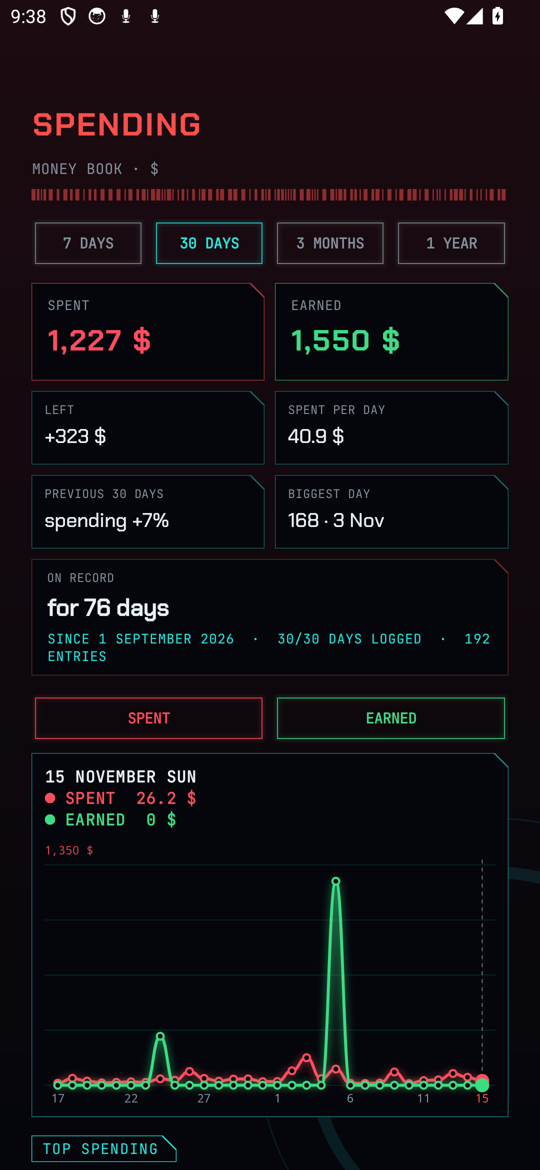 9:38
SPENDING
MONEY BOOK · $
7 DAYS
30 DAYS
3 MONTHS
1 YEAR
SPENT
1,227 $
EARNED
1,550 $
LEFT
+323 $
SPENT PER DAY
40.9 $
PREVIOUS 30 DAYS
spending +7%
BIGGEST DAY
168 · 3 Nov
ON RECORD
for 76 days
SINCE 1 SEPTEMBER 2026 · 30/30 DAYS LOGGED · 192
ENTRIES
SPENT
EARNED
15 NOVEMBER SUN
SPENT 26.2 $
EARNED 0 $
1,350 $
17 22 27 1 6 11 15
TOP SPENDING